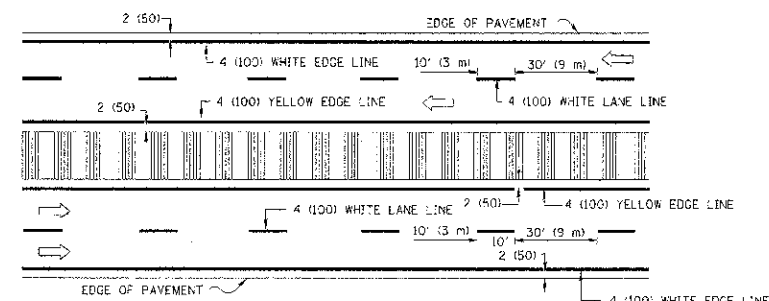 2 (50)
EDGE OF PAVEMENT
4 (100) WHITE EDGE LINE
10' (3 m)
30' (9 m)
2 (50)
4 (100) YELLOW EDGE LINE
4 (100) WHITE LANE LINE
2 (50)
4 (100) YELLOW EDGE LINE
4 (100) WHITE LANE LINE
10' (3 m)
30' (9 m)
10'
2 (50)
EDGE OF PAVEMENT
4 (100) WHITE EDGE LINE